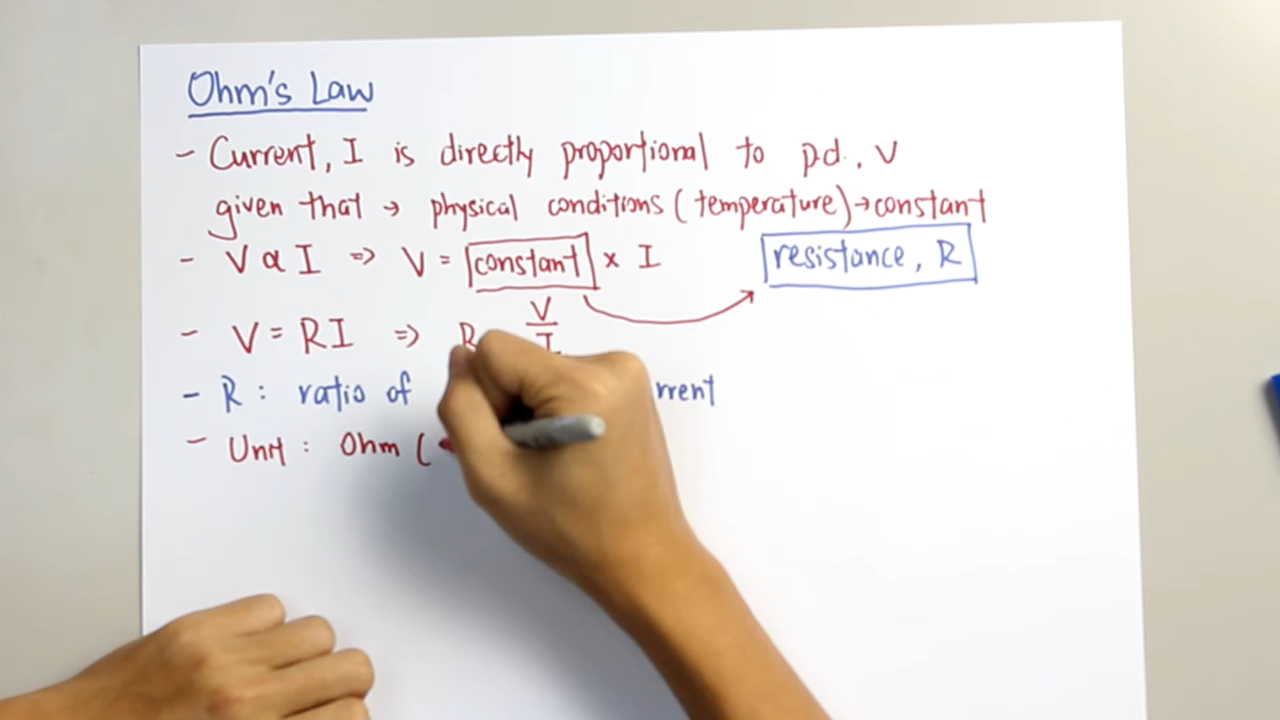 Ohm's Law
- Current, I is directly proportional to p.d., V
given that → physical conditions (temperature) → constant
- V ∝ I ⇒ V = constant × I resistance, R
- V = RI ⇒ R V/I
- R : ratio of
- Unit : Ohm (